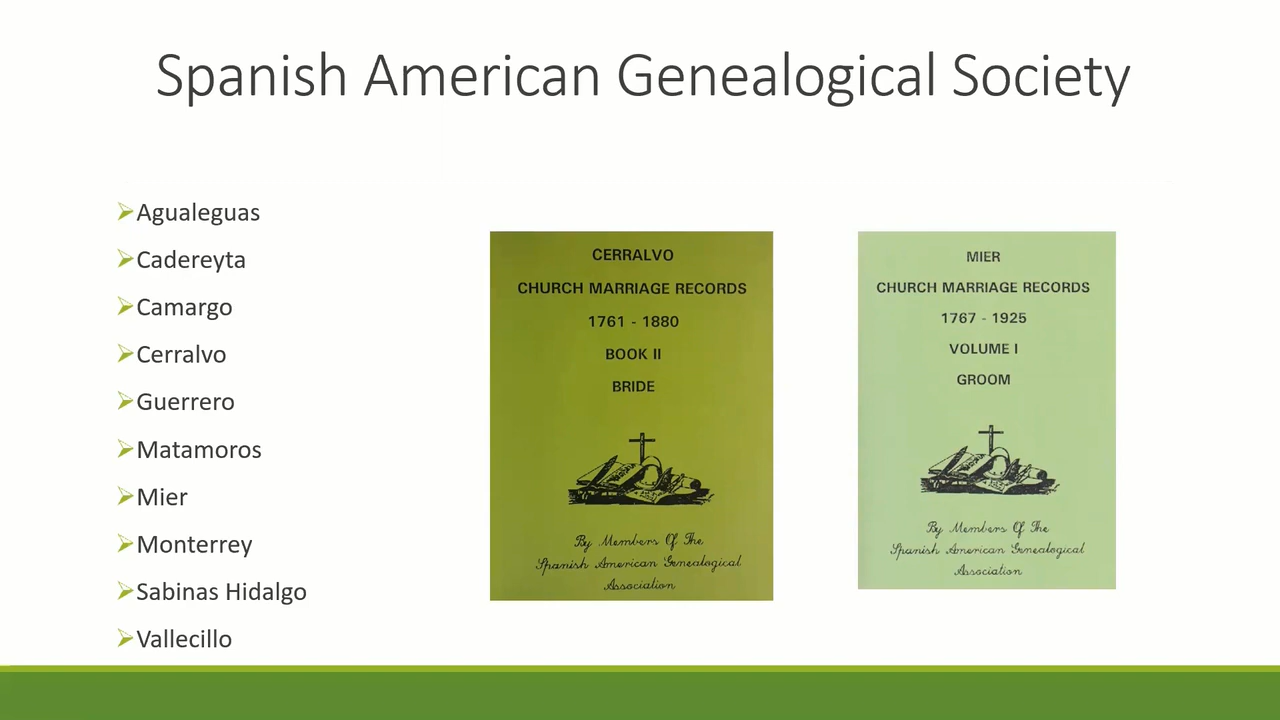 Spanish American Genealogical Society
Agualeguas
Cadereyta
Camargo
Cerralvo
Guerrero
Matamoros
Mier
Monterrey
Sabinas Hidalgo
Vallecillo
CERRALVO
CHURCH MARRIAGE RECORDS
1761 - 1880
BOOK II
BRIDE
By Members Of The
Spanish American Genealogical
Association
MIER
CHURCH MARRIAGE RECORDS
1767 - 1925
VOLUME I
GROOM
By Members Of The
Spanish American Genealogical
Association